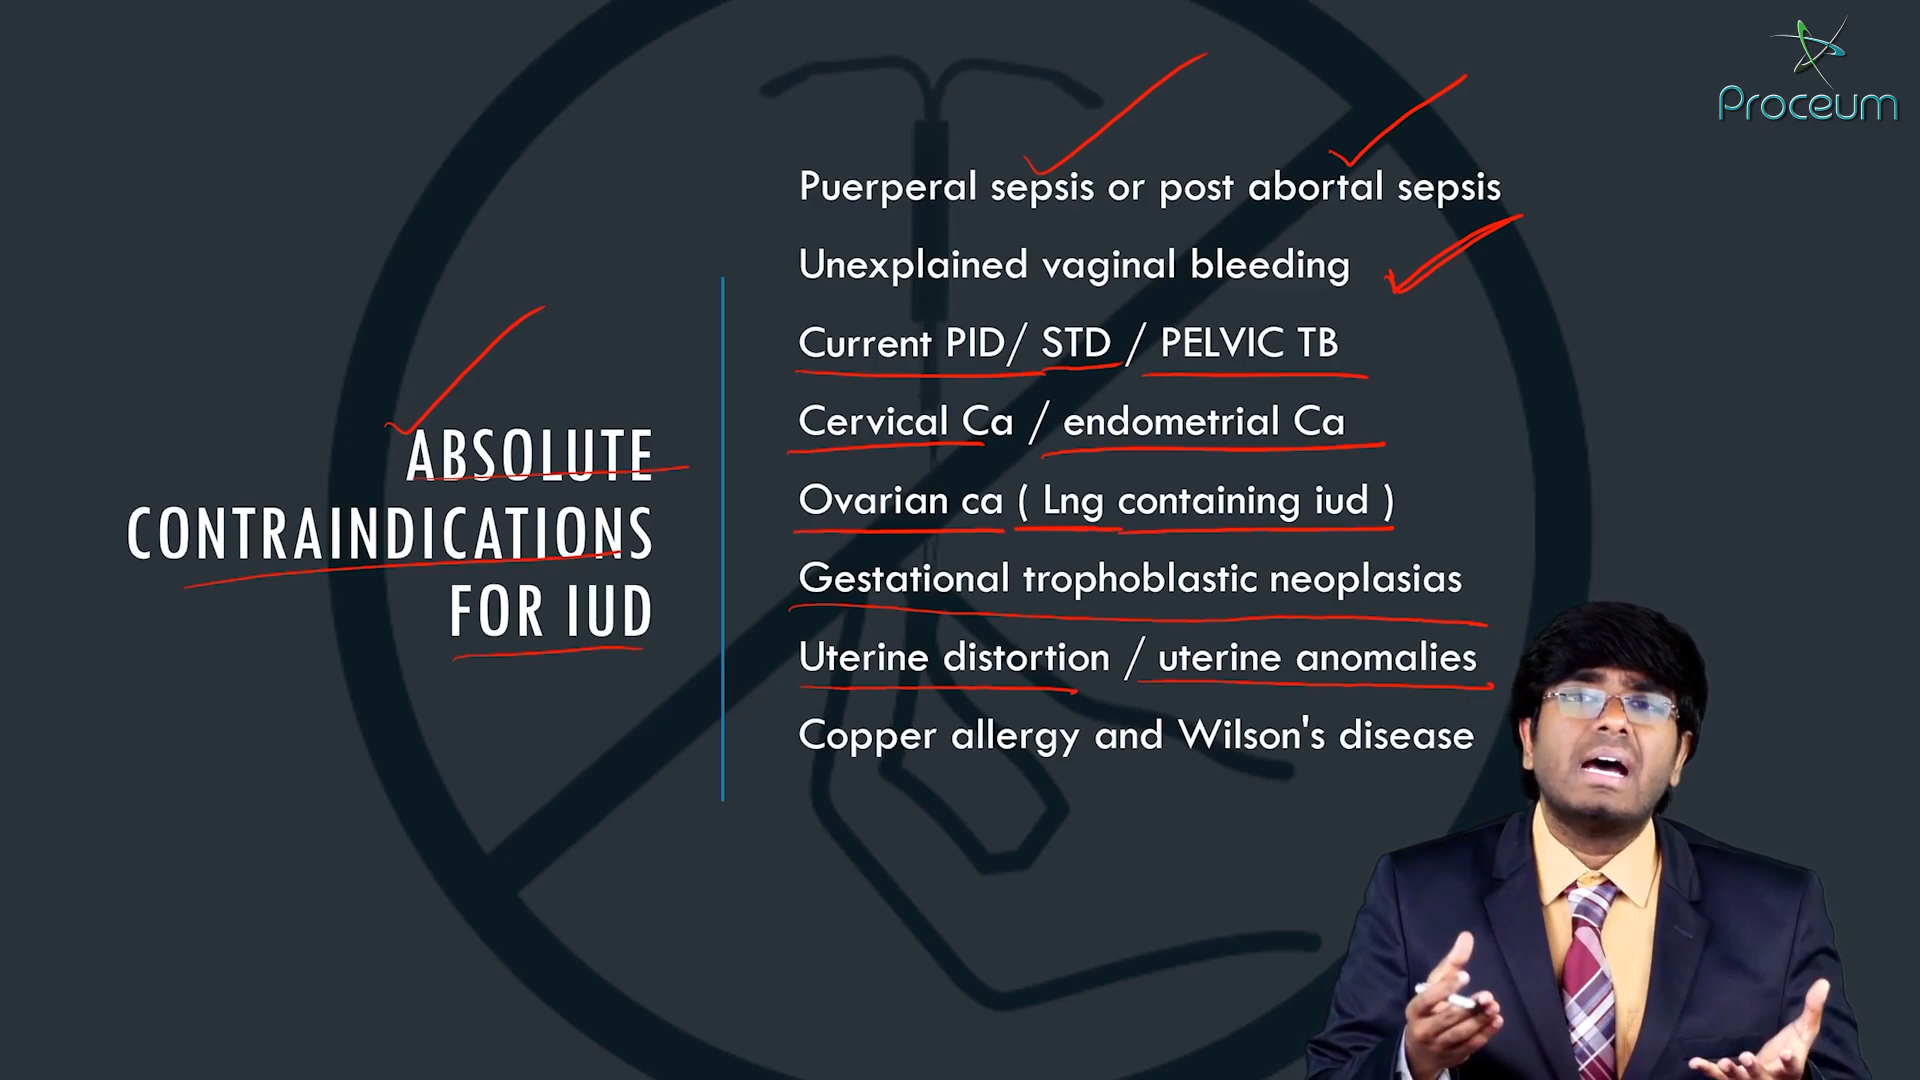 Proceum
ABSOLUTE
CONTRAINDICATIONS
FOR IUD
Puerperal sepsis or post abortal sepsis
Unexplained vaginal bleeding
Current PID/ STD / PELVIC TB
Cervical Ca / endometrial Ca
Ovarian ca ( Lng containing iud )
Gestational trophoblastic neoplasias
Uterine distortion / uterine anomalies
Copper allergy and Wilson's disease